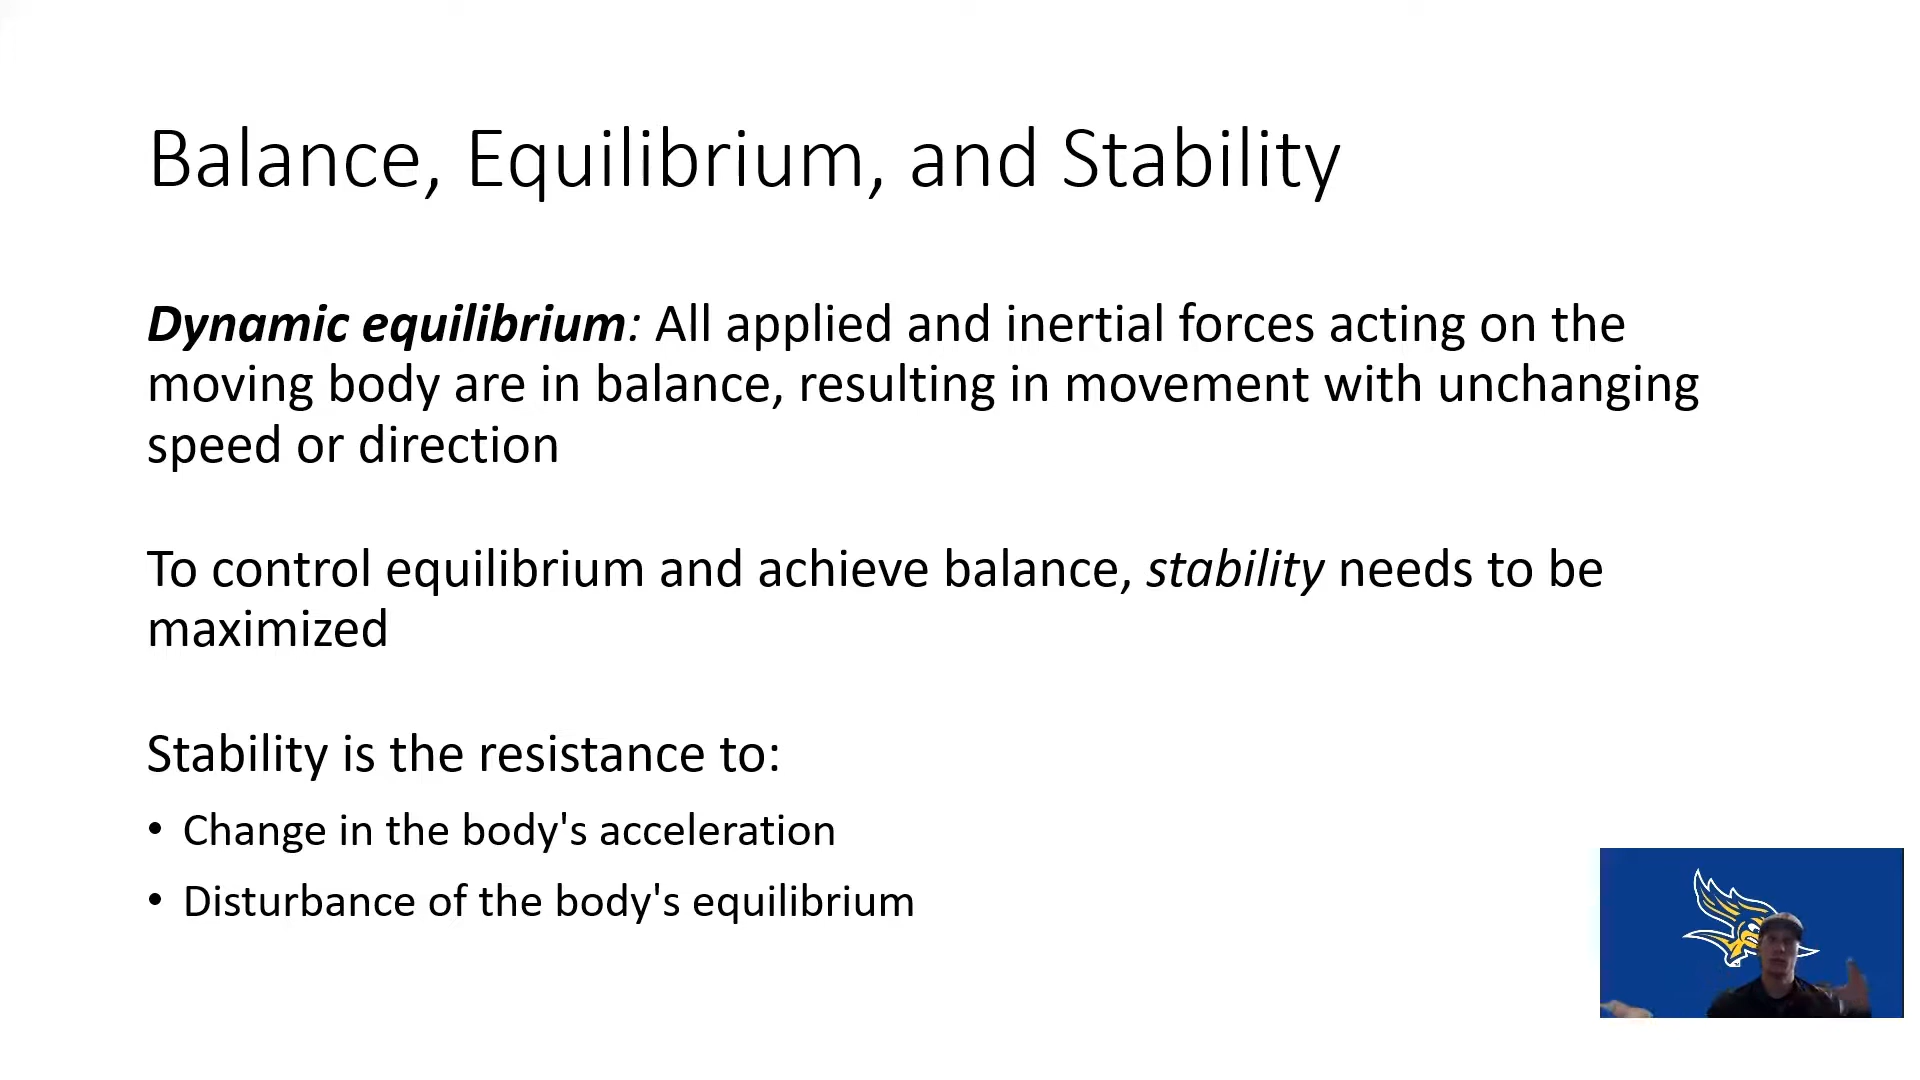 Balance, Equilibrium, and Stability
Dynamic equilibrium: All applied and inertial forces acting on the
moving body are in balance, resulting in movement with unchanging
speed or direction
To control equilibrium and achieve balance, stability needs to be
maximized
Stability is the resistance to:
• Change in the body's acceleration
• Disturbance of the body's equilibrium